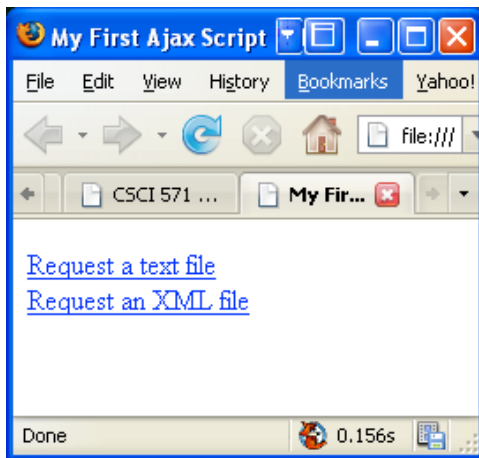 My First Ajax Script
File Edit View History Bookmarks Yahoo!
file:///
CSCI 571 ... My Fir...
Request a text file
Request an XML file
Done 0.156s